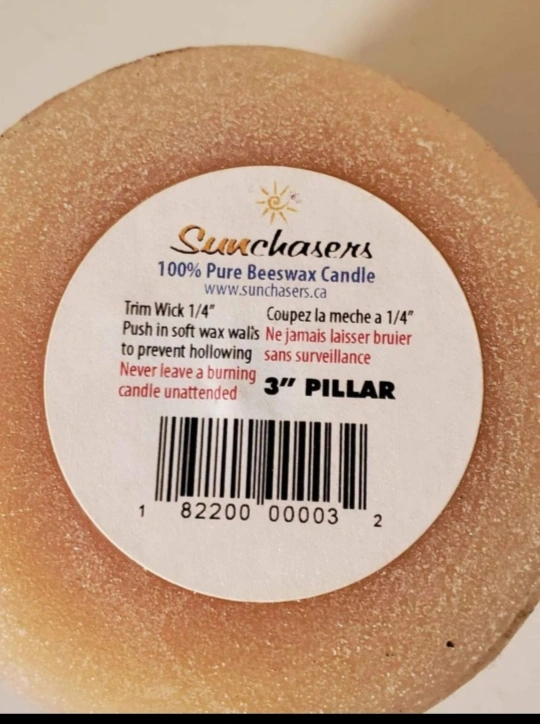 Sunchasers
100% Pure Beeswax Candle
www.sunchasers.ca
Trim Wick 1/4"
Push in soft wax walls
to prevent hollowing
Never leave a burning
candle unattended
Coupez la meche a 1/4"
Ne jamais laisser bruier
sans surveillance
3" PILLAR
1 82200 00003 2